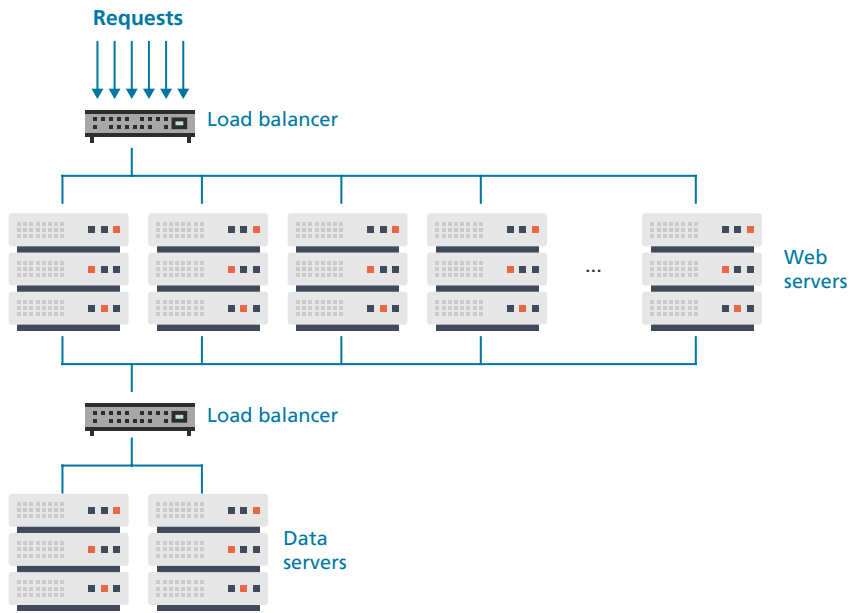 Requests
Load balancer
...
Web
servers
Load balancer
Data
servers